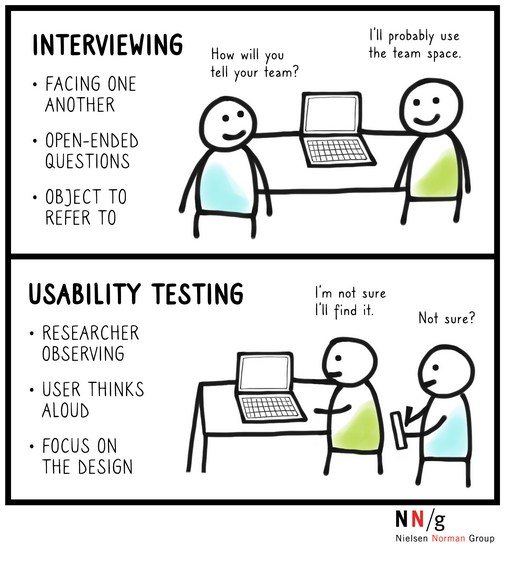 INTERVIEWING
• FACING ONE
ANOTHER
• OPEN-ENDED
QUESTIONS
• OBJECT TO
REFER TO
How will you
tell your team?
I'll probably use
the team space.
USABILITY TESTING
• RESEARCHER
OBSERVING
• USER THINKS
ALOUD
• FOCUS ON
THE DESIGN
I'm not sure
I'll find it.
Not sure?
NN/g
Nielsen Norman Group